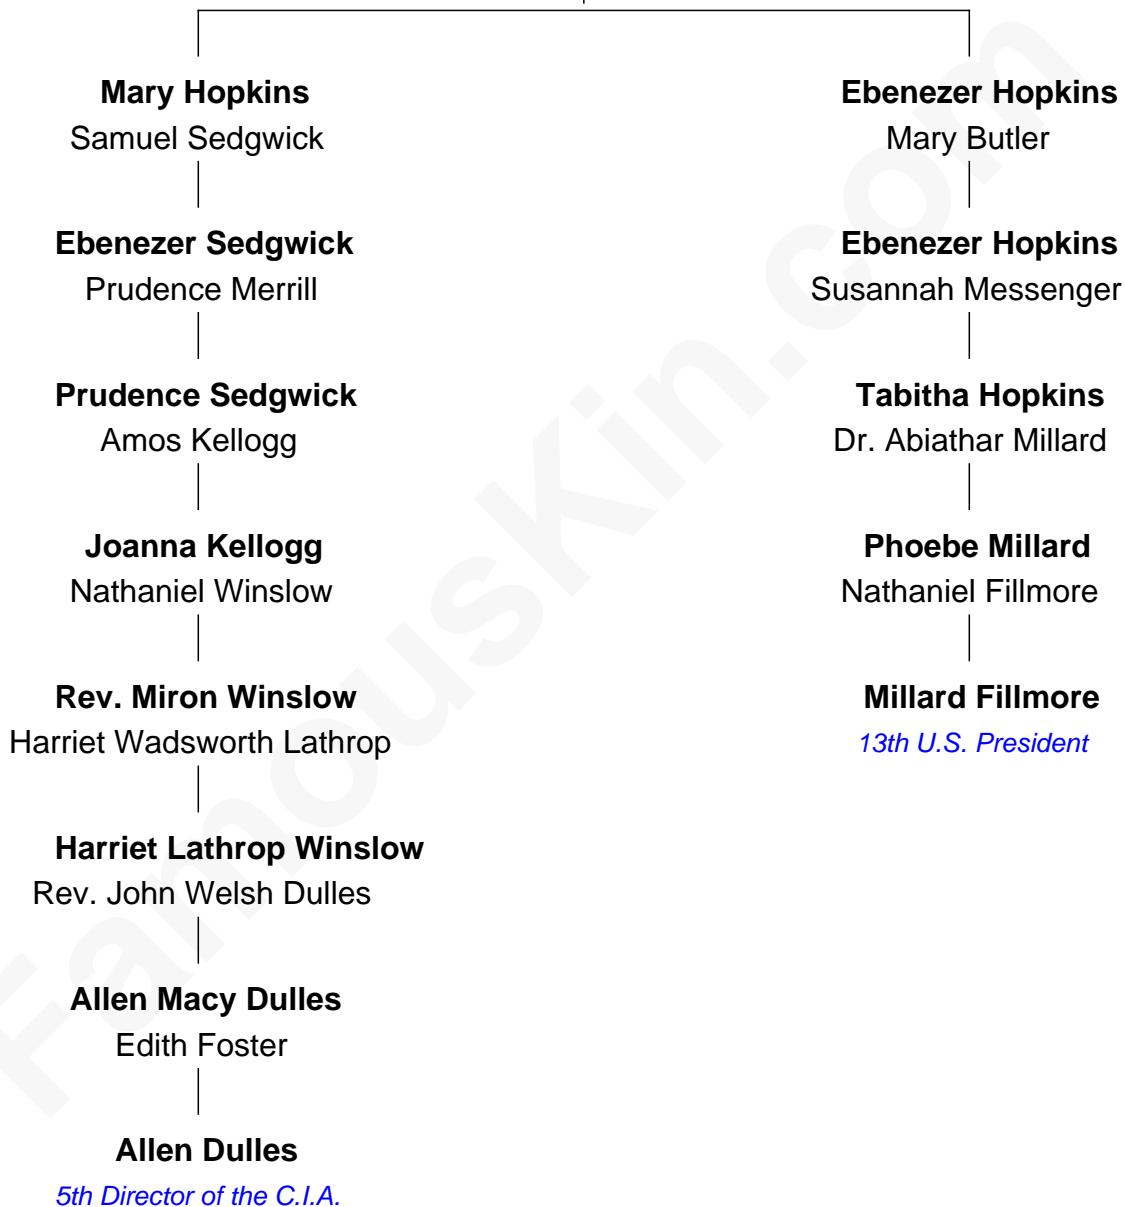 Mary Hopkins
Samuel Sedgwick
Ebenezer Sedgwick
Prudence Merrill
Prudence Sedgwick
Amos Kellogg
Joanna Kellogg
Nathaniel Winslow
Rev. Miron Winslow
Harriet Wadsworth Lathrop
Harriet Lathrop Winslow
Rev. John Welsh Dulles
Allen Macy Dulles
Edith Foster
Allen Dulles
5th Director of the C.I.A.
Ebenezer Hopkins
Mary Butler
Ebenezer Hopkins
Susannah Messenger
Tabitha Hopkins
Dr. Abiathar Millard
Phoebe Millard
Nathaniel Fillmore
Millard Fillmore
13th U.S. President
FamousKin.com